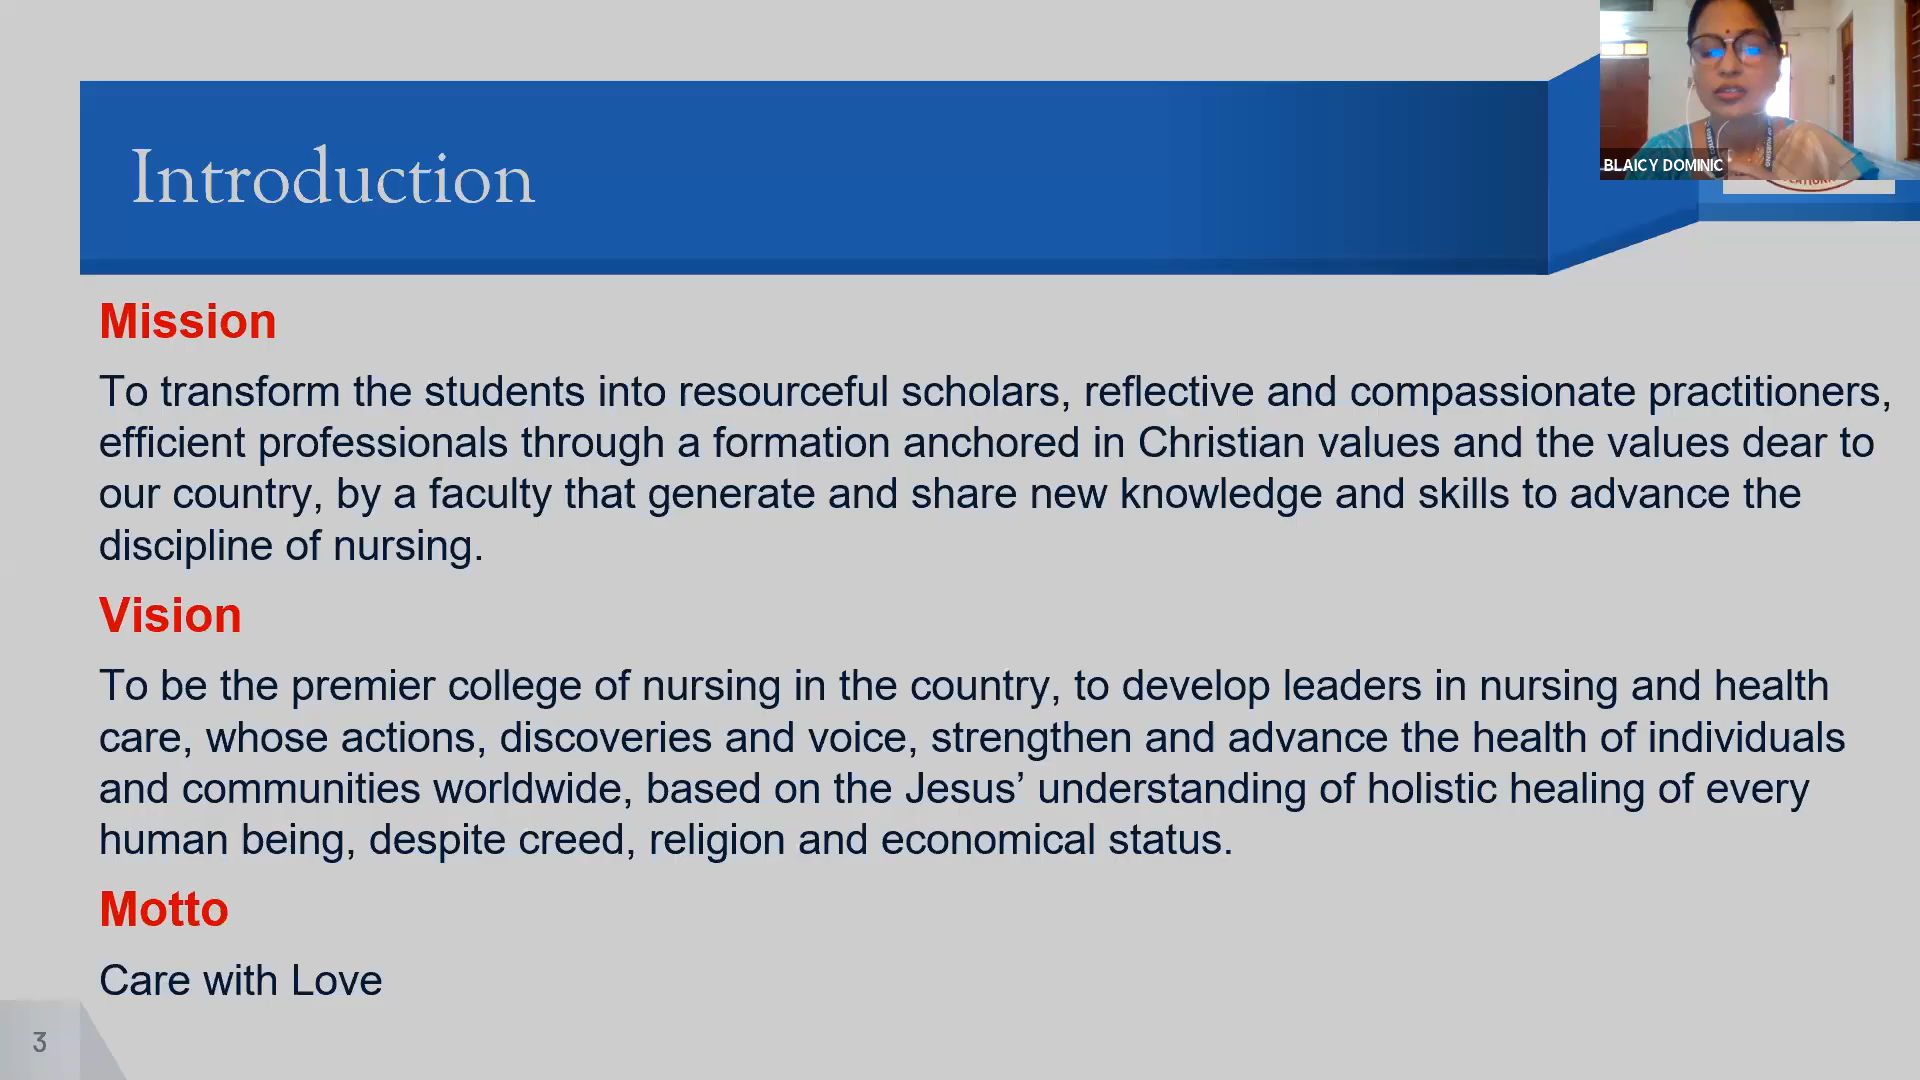 Introduction
BLAICY DOMINIC
Mission
To transform the students into resourceful scholars, reflective and compassionate practitioners,
efficient professionals through a formation anchored in Christian values and the values dear to
our country, by a faculty that generate and share new knowledge and skills to advance the
discipline of nursing.
Vision
To be the premier college of nursing in the country, to develop leaders in nursing and health
care, whose actions, discoveries and voice, strengthen and advance the health of individuals
and communities worldwide, based on the Jesus’ understanding of holistic healing of every
human being, despite creed, religion and economical status.
Motto
Care with Love
3